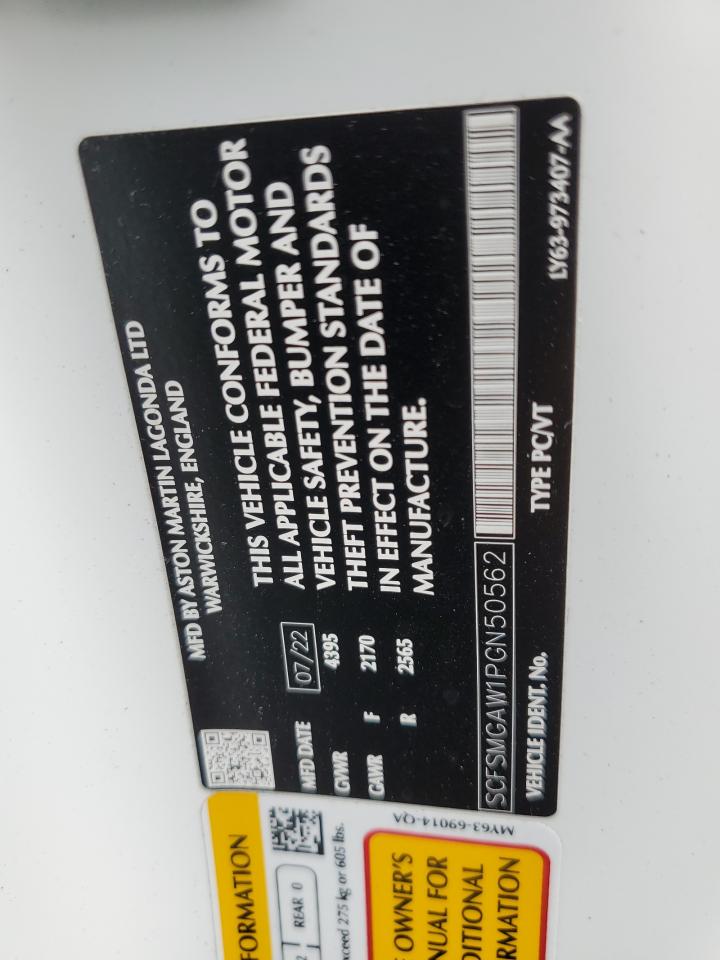 MFD BY ASTON MARTIN LAGONDA LTD
WARWICKSHIRE, ENGLAND
MFD DATE 07/22
GVWR 4395
GAWR F 2170
R 2565
THIS VEHICLE CONFORMS TO
ALL APPLICABLE FEDERAL MOTOR
VEHICLE SAFETY, BUMPER AND
THEFT PREVENTION STANDARDS
IN EFFECT ON THE DATE OF
MANUFACTURE.
SCFSMGAW1PGN50562
VEHICLE IDENT. No. TYPE PC/VT LY63-973407-AA
FORMATION
2 REAR 0
xceed 275 kg or 605 lbs.
MY63-69014-QA
OWNER'S
NUAL FOR
DITIONAL
RMATION